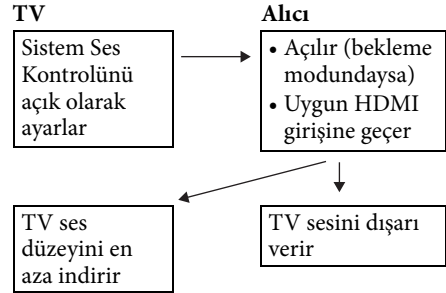 TV
Alıcı
Sistem Ses
Kontrolünü
açık olarak
ayarlar
• Açılır (bekleme
modundaysa)
• Uygun HDMI
girişine geçer
TV ses
düzeyini en
aza indirir
TV sesini dışarı
verir